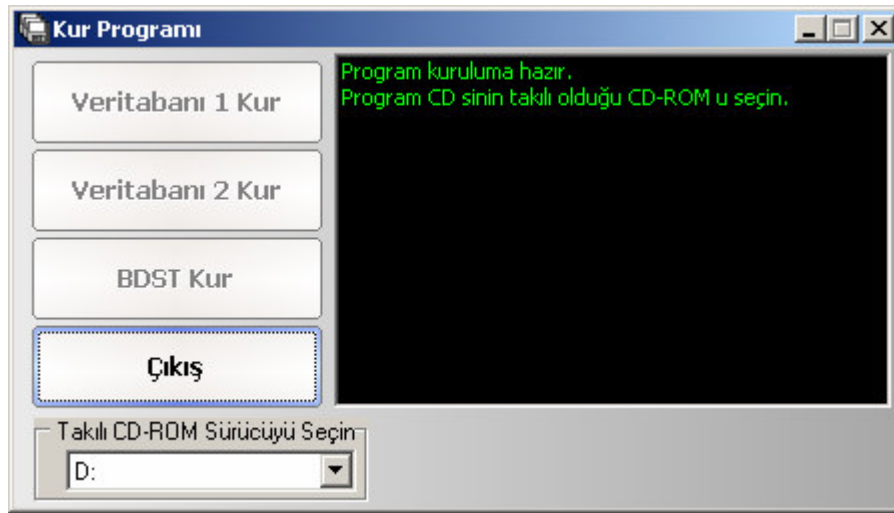 Kur Programı
Veritabanı 1 Kur
Veritabanı 2 Kur
BDST Kur
Çıkış
Program kuruluma hazır.
Program CD sinin takılı olduğu CD-ROM u seçin.
Takılı CD-ROM Sürücüyü Seçin
D: